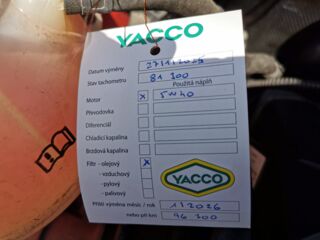 YACCO
Datum výměny 27/11/2025
Stav tachometru 81 300
Použitá náplň
Motor x 5W40
Převodovka
Diferenciál
Chladicí kapalina
Brzdová kapalina
Filtr - olejový x
- vzduchový
- pylový
- palivový
YACCO
Příští výměna měsíc / rok 11 2026
nebo při km 96 300